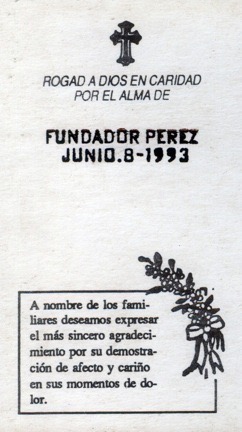 ROGAD A DIOS EN CARIDAD
POR EL ALMA DE
FUNDADOR PEREZ
JUNIO.8-1993
A nombre de los fami-
liares deseamos expresar
el más sincero agradeci-
miento por su demostra-
ción de afecto y cariño
en sus momentos de do-
lor.